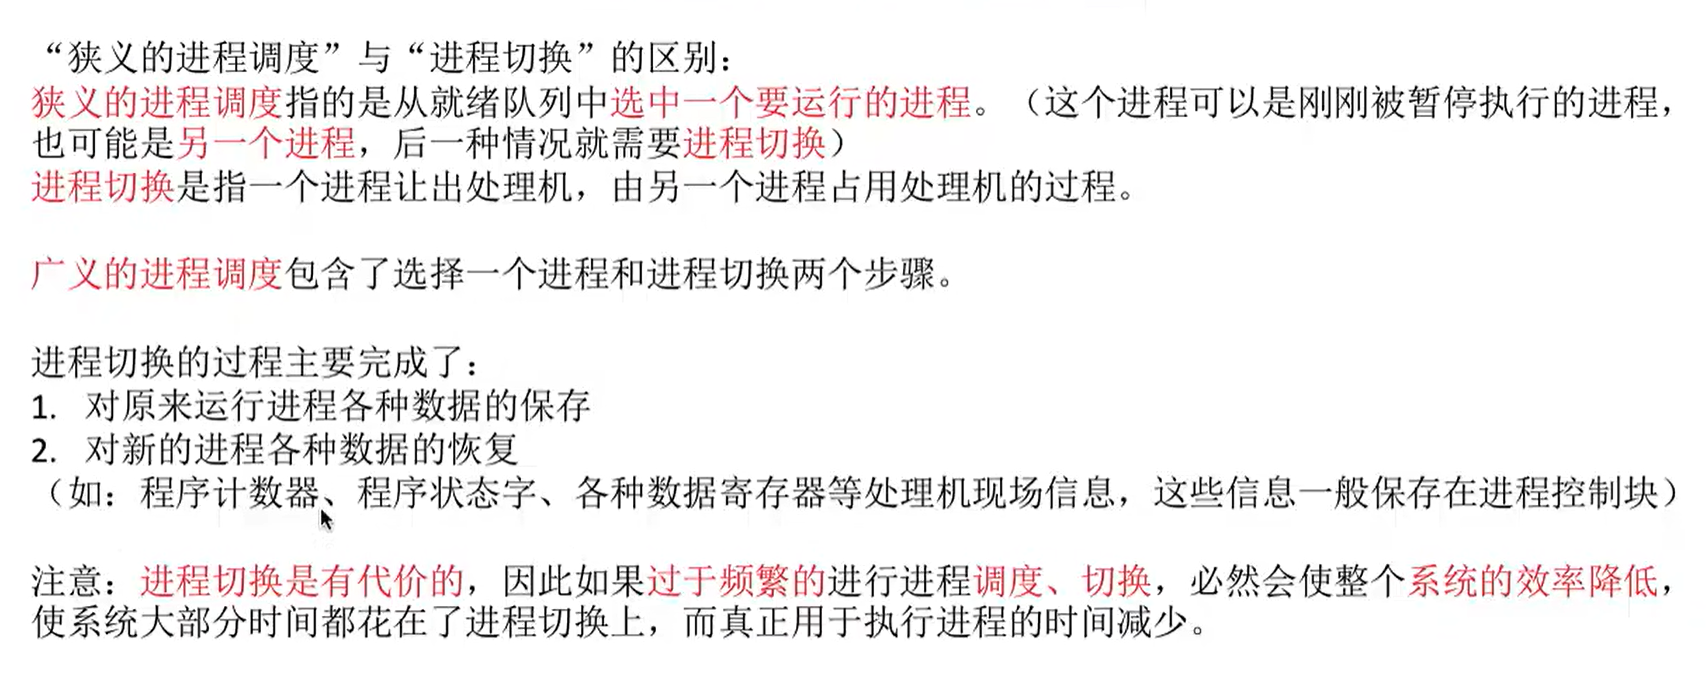 “狭义的进程调度”与“进程切换”的区别：
狭义的进程调度指的是从就绪队列中选中一个要运行的进程。（这个进程可以是刚刚被暂停执行的进程，
也可能是另一个进程，后一种情况就需要进程切换）
进程切换是指一个进程让出处理机，由另一个进程占用处理机的过程。
广义的进程调度包含了选择一个进程和进程切换两个步骤。
进程切换的过程主要完成了：
1. 对原来运行进程各种数据的保存
2. 对新的进程各种数据的恢复
（如：程序计数器、程序状态字、各种数据寄存器等处理机现场信息，这些信息一般保存在进程控制块）
注意：进程切换是有代价的，因此如果过于频繁的进行进程调度、切换，必然会使整个系统的效率降低，
使系统大部分时间都花在了进程切换上，而真正用于执行进程的时间减少。